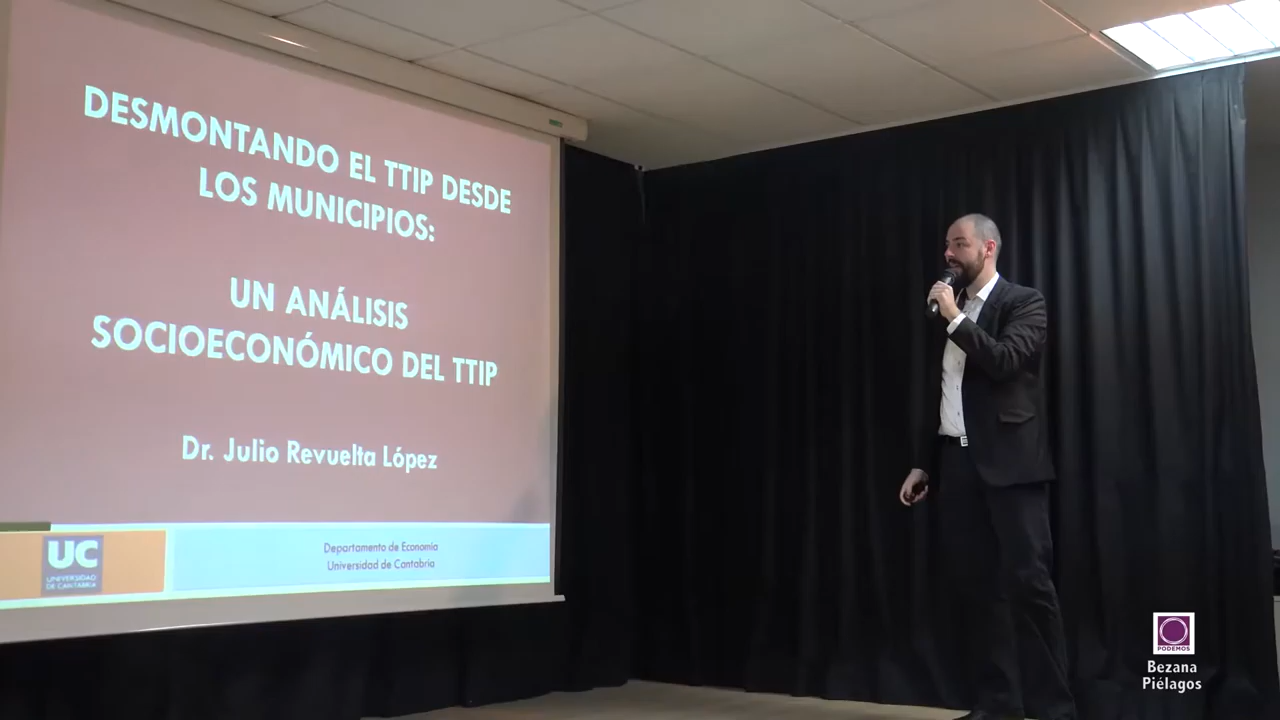 DESMONTANDO EL TTIP DESDE
LOS MUNICIPIOS:
UN ANÁLISIS
SOCIOECONÓMICO DEL TTIP
Dr. Julio Revuelta López
UC
UNIVERSIDAD
DE CANTABRIA
Departamento de Economía
Universidad de Cantabria
PODEMOS
Bezana
Piélagos